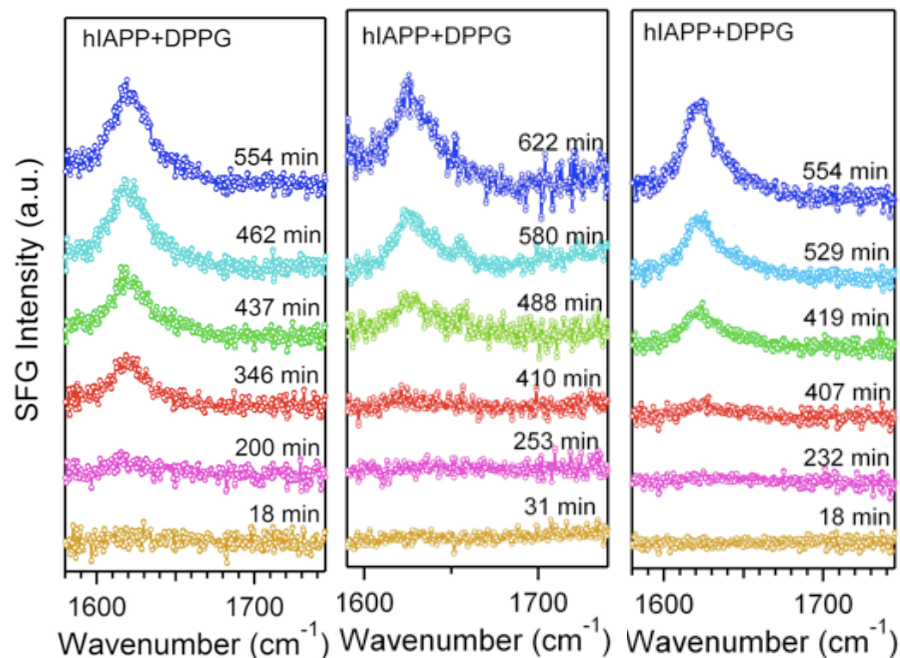 SFG Intensity (a.u.)
hIAPP+DPPG
554 min
462 min
437 min
346 min
200 min
18 min
1600 1700
Wavenumber (cm⁻¹)
hIAPP+DPPG
622 min
580 min
488 min
410 min
253 min
31 min
1600 1700
Wavenumber (cm⁻¹)
hIAPP+DPPG
554 min
529 min
419 min
407 min
232 min
18 min
1600 1700
Wavenumber (cm⁻¹)